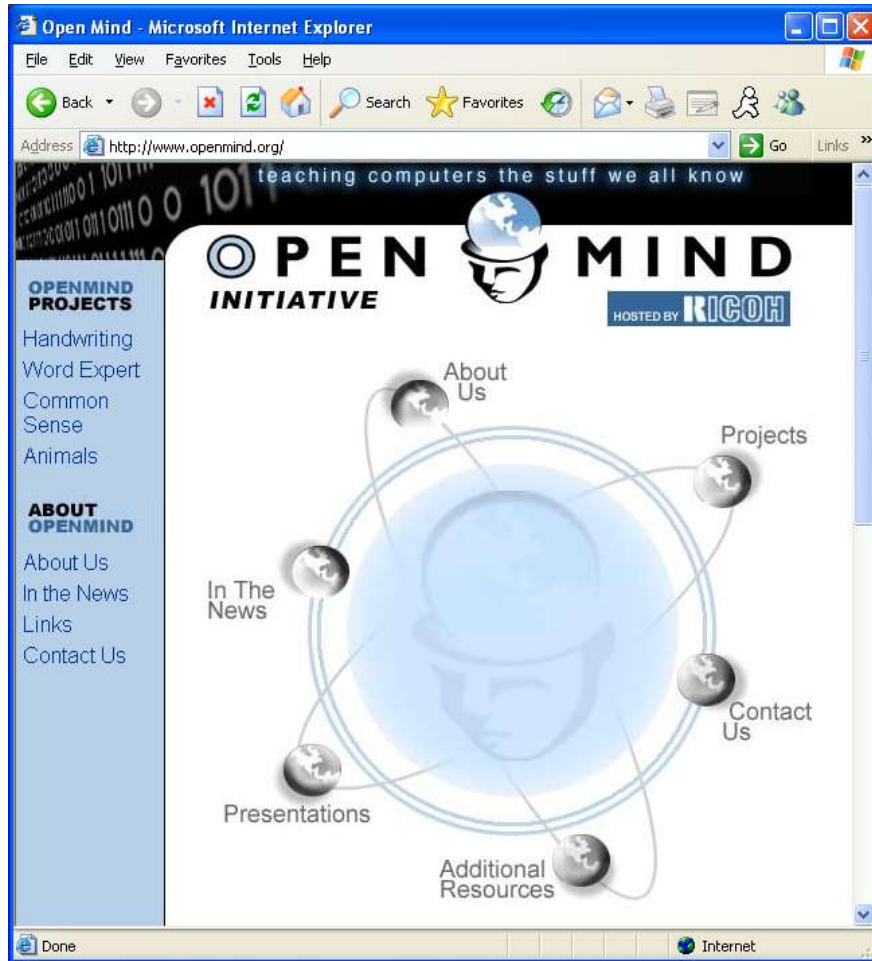 Open Mind - Microsoft Internet Explorer
File Edit View Favorites Tools Help
Back Search Favorites
Address http://www.openmind.org/ Go Links »
teaching computers the stuff we all know
OPEN MIND
INITIATIVE
HOSTED BY RICOH
OPENMIND
PROJECTS
Handwriting
Word Expert
Common
Sense
Animals
ABOUT
OPENMIND
About Us
In the News
Links
Contact Us
About
Us
Projects
In The
News
Contact
Us
Presentations
Additional
Resources
Done Internet